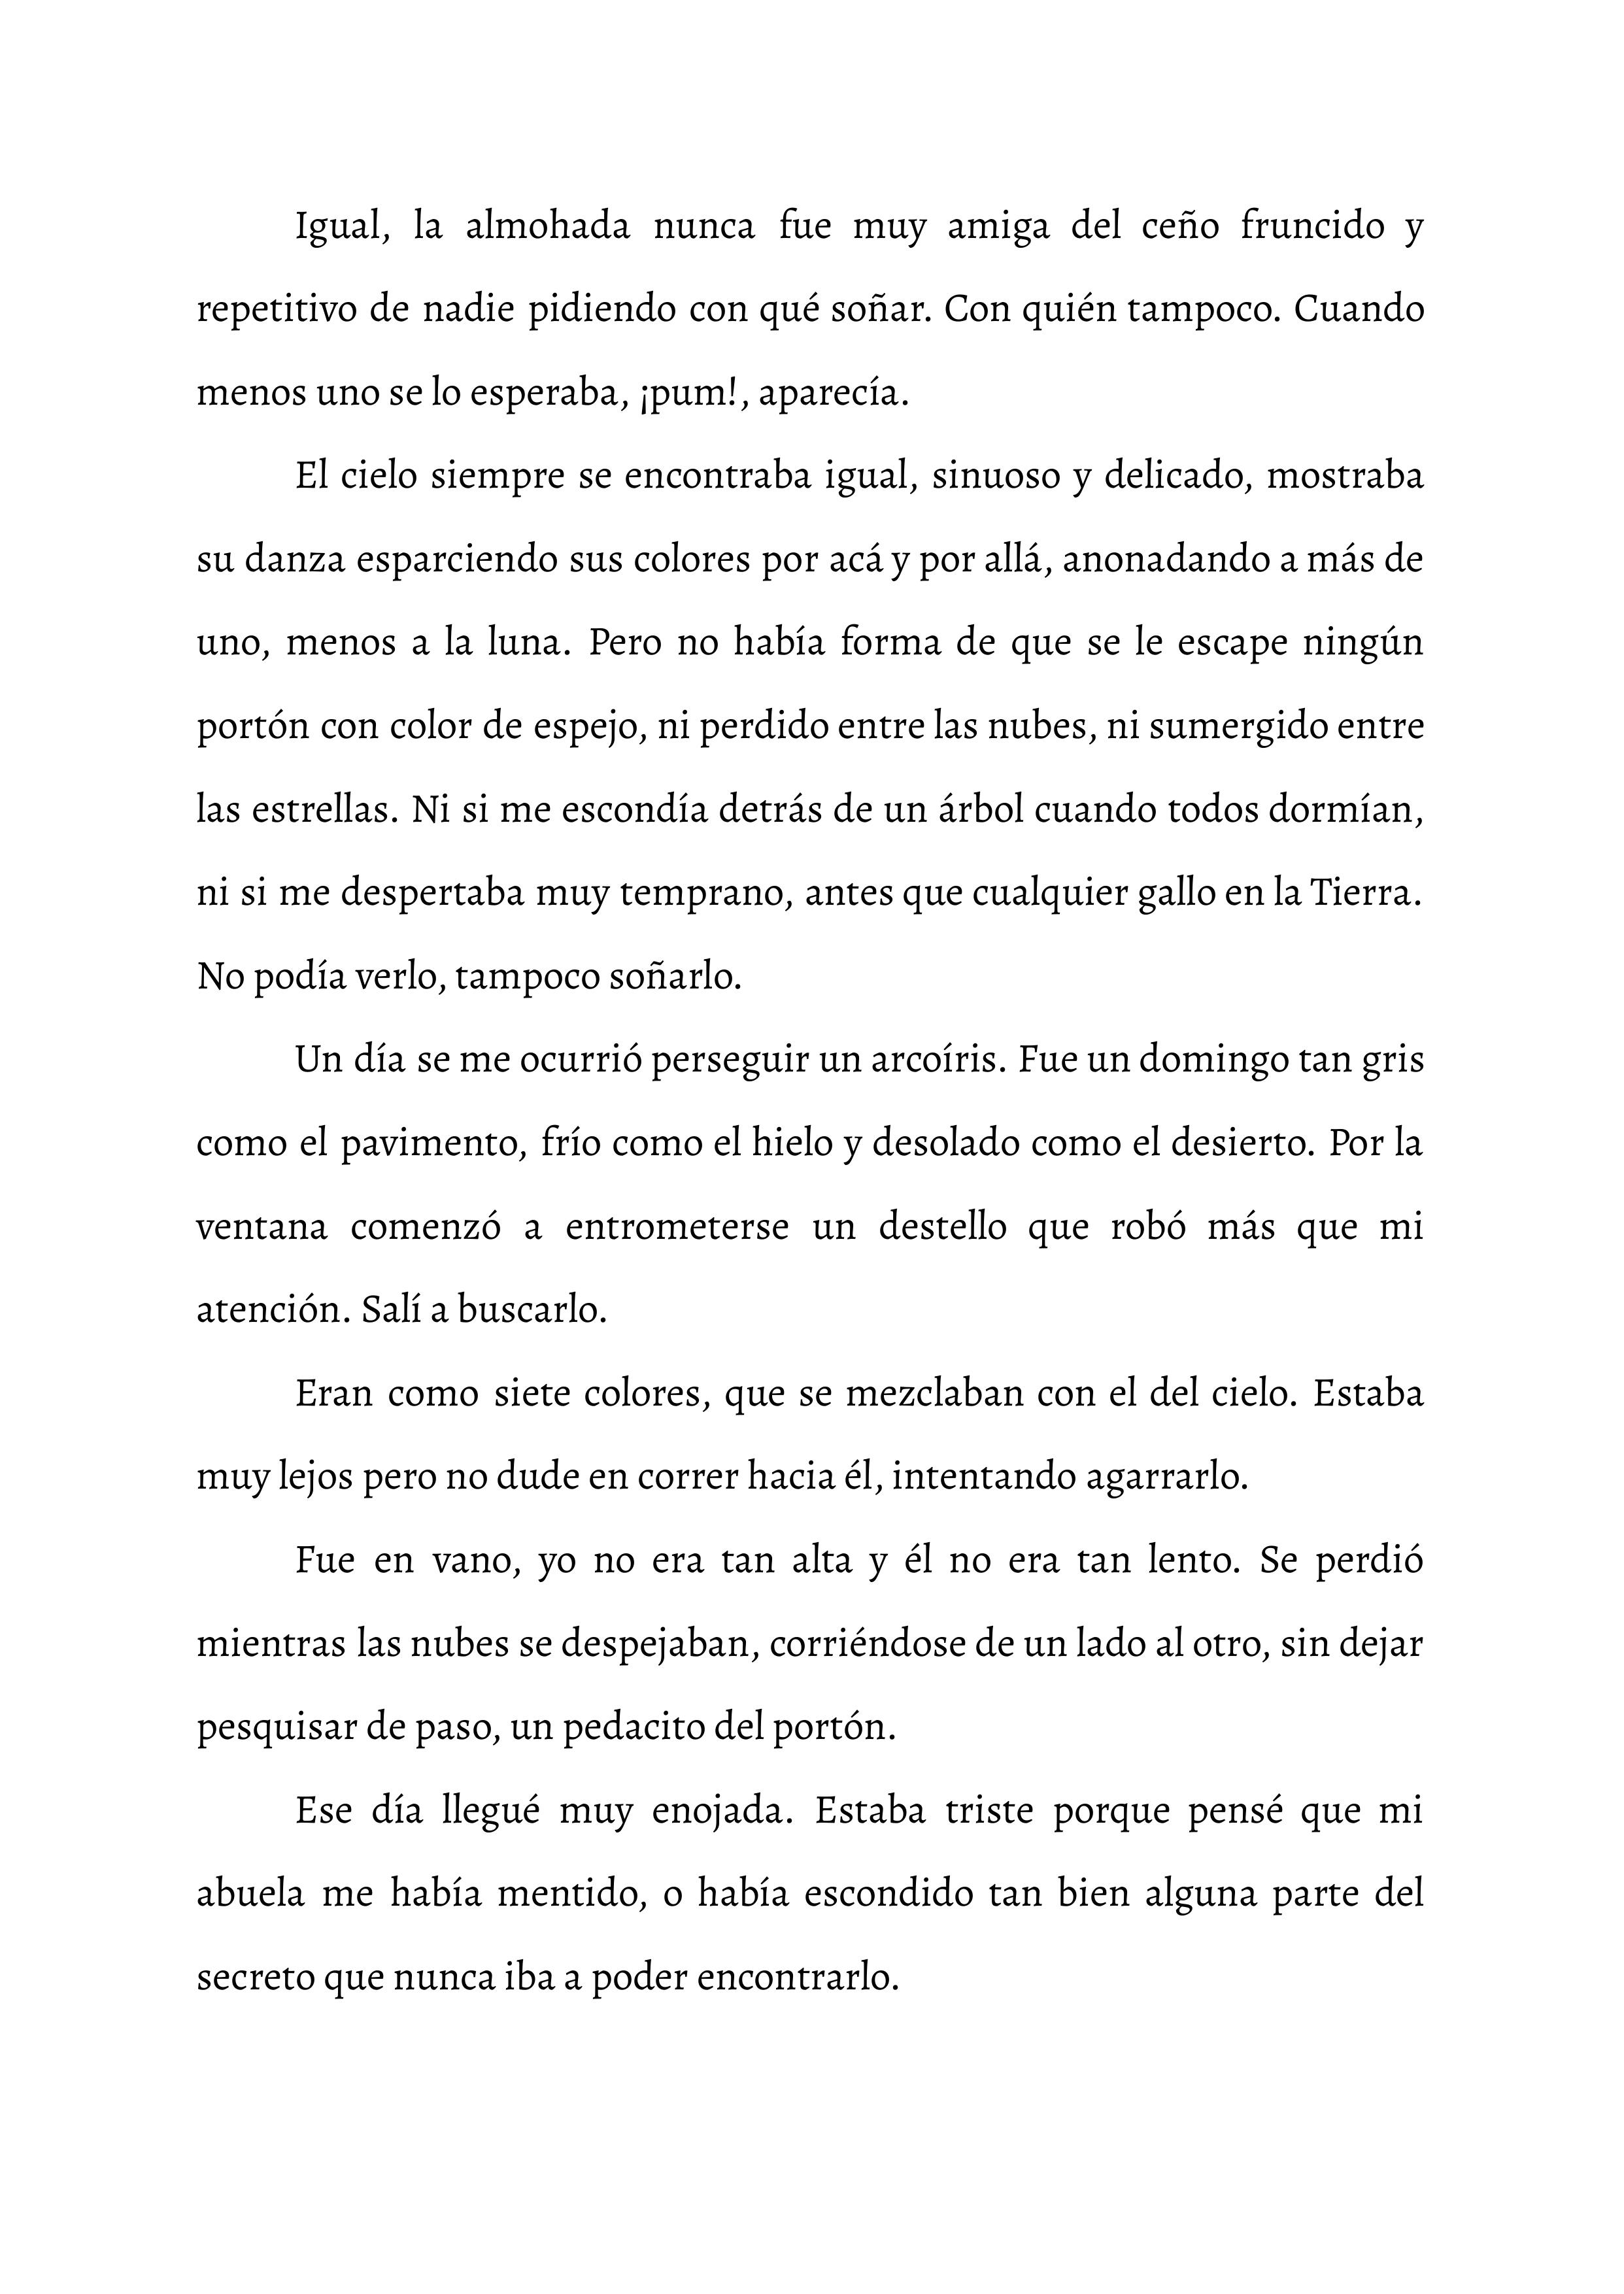 Igual, la almohada nunca fue muy amiga del ceño fruncido y
repetitivo de nadie pidiendo con qué soñar. Con quién tampoco. Cuando
menos uno se lo esperaba, ¡pum!, aparecía.
El cielo siempre se encontraba igual, sinuoso y delicado, mostraba
su danza esparciendo sus colores por acá y por allá, anonadando a más de
uno, menos a la luna. Pero no había forma de que se le escape ningún
portón con color de espejo, ni perdido entre las nubes, ni sumergido entre
las estrellas. Ni si me escondía detrás de un árbol cuando todos dormían,
ni si me despertaba muy temprano, antes que cualquier gallo en la Tierra.
No podía verlo, tampoco soñarlo.
Un día se me ocurrió perseguir un arcoíris. Fue un domingo tan gris
como el pavimento, frío como el hielo y desolado como el desierto. Por la
ventana comenzó a entrometerse un destello que robó más que mi
atención. Salí a buscarlo.
Eran como siete colores, que se mezclaban con el del cielo. Estaba
muy lejos pero no dude en correr hacia él, intentando agarrarlo.
Fue en vano, yo no era tan alta y él no era tan lento. Se perdió
mientras las nubes se despejaban, corriéndose de un lado al otro, sin dejar
pesquisar de paso, un pedacito del portón.
Ese día llegué muy enojada. Estaba triste porque pensé que mi
abuela me había mentido, o había escondido tan bien alguna parte del
secreto que nunca iba a poder encontrarlo.